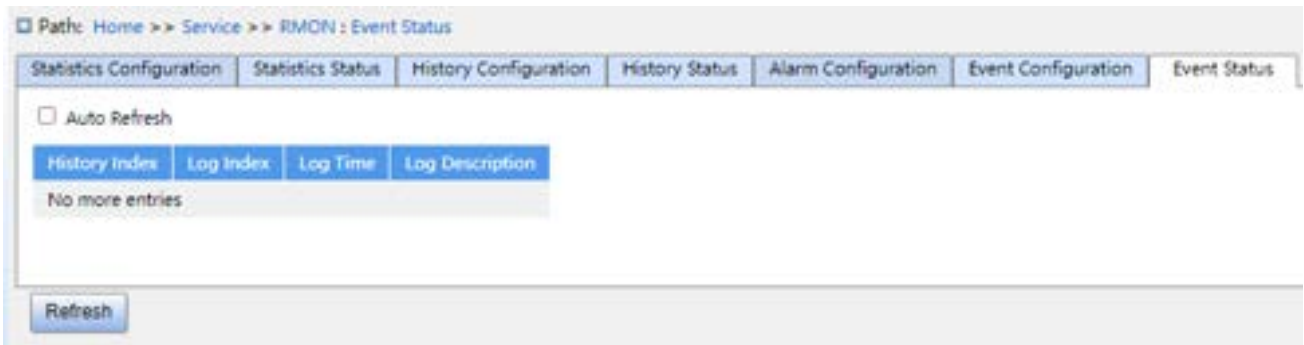 Path: Home >> Service >> RMON : Event Status
Statistics Configuration Statistics Status History Configuration History Status Alarm Configuration Event Configuration Event Status
Auto Refresh
History Index Log Index Log Time Log Description
No more entries
Refresh